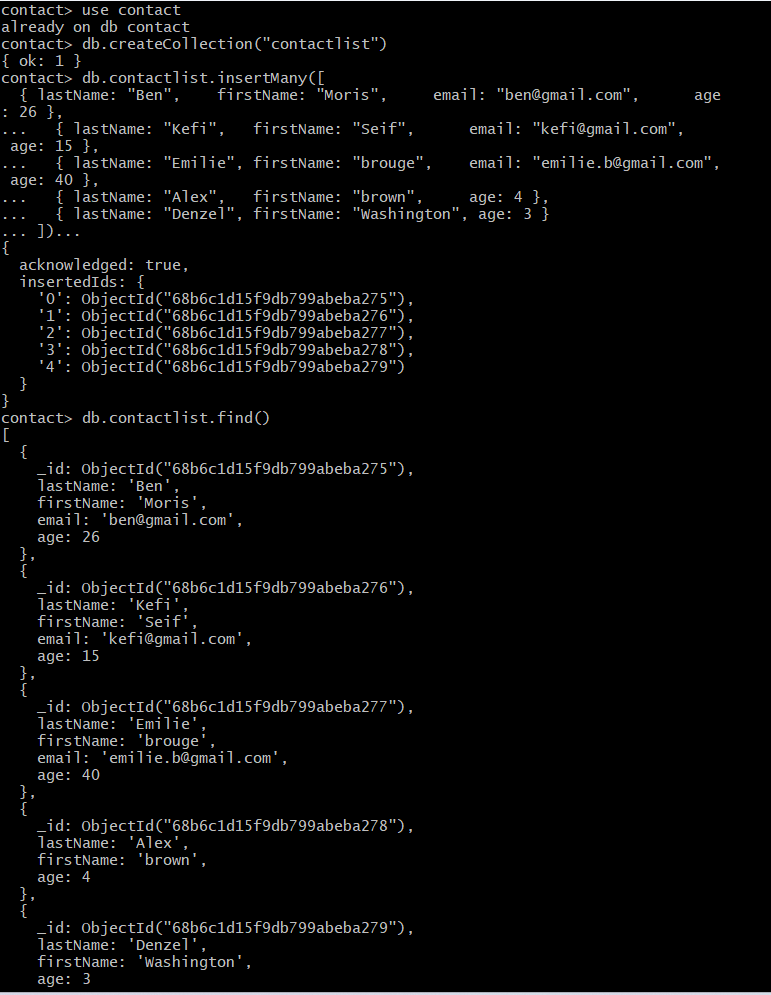 contact> use contact
already on db contact
contact> db.createCollection("contactlist")
{ ok: 1 }
contact> db.contactlist.insertMany([
  { lastName: "Ben",    firstName: "Moris",     email: "ben@gmail.com",      age
: 26 },
...   { lastName: "Kefi",   firstName: "Seif",      email: "kefi@gmail.com",
 age: 15 },
...   { lastName: "Emilie", firstName: "brouge",    email: "emilie.b@gmail.com",
 age: 40 },
...   { lastName: "Alex",   firstName: "brown",     age: 4 },
...   { lastName: "Denzel", firstName: "Washington", age: 3 }
... ])...
{
  acknowledged: true,
  insertedIds: {
    '0': ObjectId("68b6c1d15f9db799abeba275"),
    '1': ObjectId("68b6c1d15f9db799abeba276"),
    '2': ObjectId("68b6c1d15f9db799abeba277"),
    '3': ObjectId("68b6c1d15f9db799abeba278"),
    '4': ObjectId("68b6c1d15f9db799abeba279")
  }
}
contact> db.contactlist.find()
[
  {
    _id: ObjectId("68b6c1d15f9db799abeba275"),
    lastName: 'Ben',
    firstName: 'Moris',
    email: 'ben@gmail.com',
    age: 26
  },
  {
    _id: ObjectId("68b6c1d15f9db799abeba276"),
    lastName: 'Kefi',
    firstName: 'Seif',
    email: 'kefi@gmail.com',
    age: 15
  },
  {
    _id: ObjectId("68b6c1d15f9db799abeba277"),
    lastName: 'Emilie',
    firstName: 'brouge',
    email: 'emilie.b@gmail.com',
    age: 40
  },
  {
    _id: ObjectId("68b6c1d15f9db799abeba278"),
    lastName: 'Alex',
    firstName: 'brown',
    age: 4
  },
  {
    _id: ObjectId("68b6c1d15f9db799abeba279"),
    lastName: 'Denzel',
    firstName: 'Washington',
    age: 3